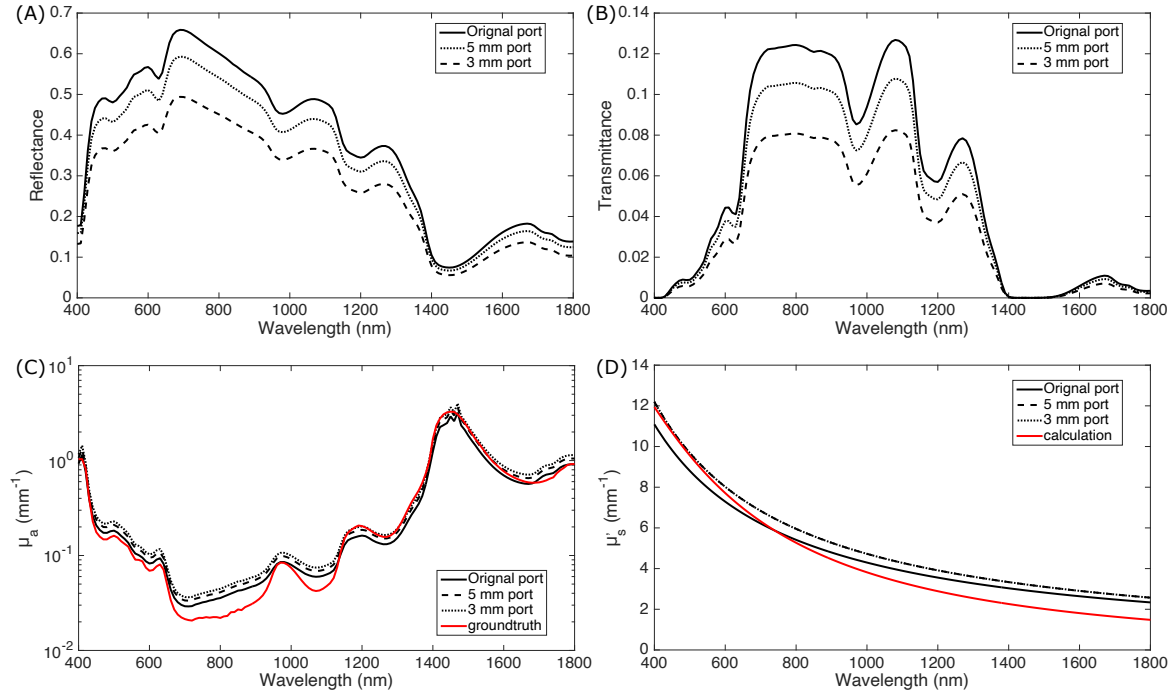 (A)
0.7
0.6
0.5
0.4
0.3
0.2
0.1
0
Reflectance
400 600 800 1000 1200 1400 1600 1800
Wavelength (nm)
Orignal port
5 mm port
3 mm port
(B)
0.14
0.12
0.10
0.08
0.06
0.04
0.02
0
Transmittance
400 600 800 1000 1200 1400 1600 1800
Wavelength (nm)
Orignal port
5 mm port
3 mm port
(C)
10^1
10^0
10^-1
10^-2
μa (mm^-1)
400 600 800 1000 1200 1400 1600 1800
Wavelength (nm)
Orignal port
5 mm port
3 mm port
groundtruth
(D)
14
12
10
8
6
4
2
0
μ's (mm^-1)
400 600 800 1000 1200 1400 1600 1800
Wavelength (nm)
Orignal port
5 mm port
3 mm port
calculation